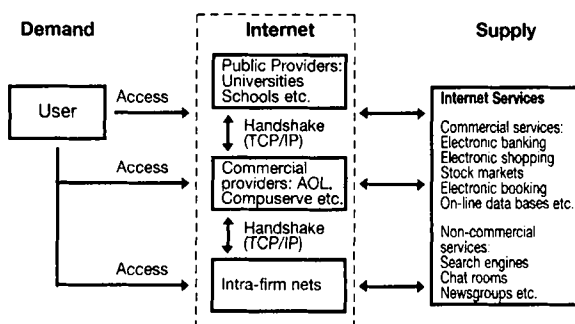 Demand
Internet
Supply
User
Access
Public Providers:
Universities
Schools etc.
Handshake
(TCP/IP)
Access
Commercial
providers: AOL,
Compuserve etc.
Handshake
(TCP/IP)
Access
Intra-firm nets
Internet Services
Commercial services:
Electronic banking
Electronic shopping
Stock markets
Electronic booking
On-line data bases etc.
Non-commercial
services:
Search engines
Chat rooms
Newsgroups etc.